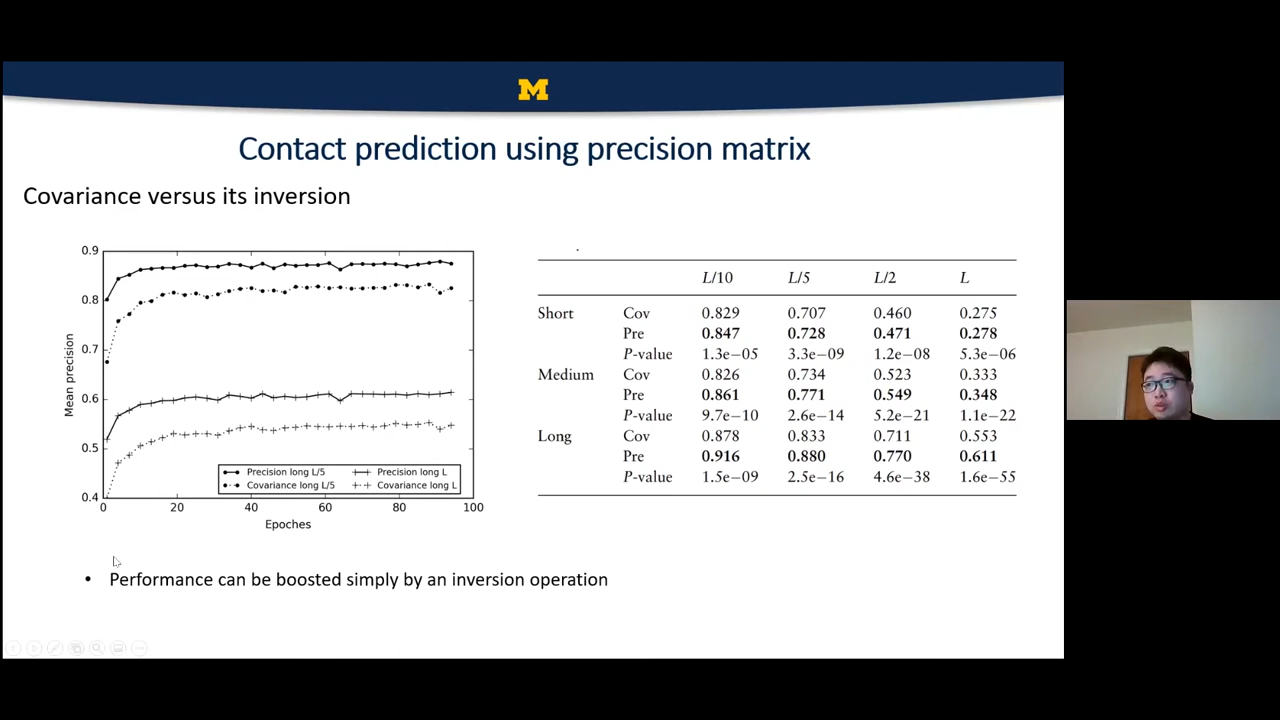 M
Contact prediction using precision matrix
Covariance versus its inversion
0.9
0.8
0.7
0.6
0.5
0.4
Mean precision
0 20 40 60 80 100
Epoches
Precision long L/5 Precision long L
Covariance long L/5 Covariance long L
L/10 L/5 L/2 L
Short Cov 0.829 0.707 0.460 0.275
Pre 0.847 0.728 0.471 0.278
P-value 1.3e−05 3.3e−09 1.2e−08 5.3e−06
Medium Cov 0.826 0.734 0.523 0.333
Pre 0.861 0.771 0.549 0.348
P-value 9.7e−10 2.6e−14 5.2e−21 1.1e−22
Long Cov 0.878 0.833 0.711 0.553
Pre 0.916 0.880 0.770 0.611
P-value 1.5e−09 2.5e−16 4.6e−38 1.6e−55
• Performance can be boosted simply by an inversion operation